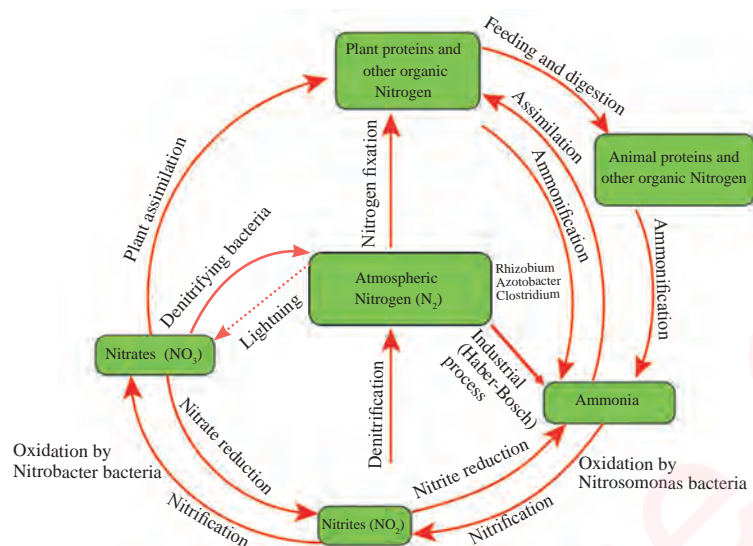 Plant proteins and
other organic
Nitrogen
Feeding and digestion
Assimilation
Ammonification
Animal proteins and
other organic Nitrogen
Ammonification
Plant assimilation
Nitrogen fixation
Denitrifying bacteria
Lightning
Atmospheric
Nitrogen (N₂)
Rhizobium
Azotobacter
Clostridium
Industrial
(Haber-Bosch)
process
Nitrates (NO₃)
Ammonia
Denitrification
Nitrate reduction
Nitrite reduction
Oxidation by
Nitrobacter bacteria
Nitrification
Nitrites (NO₂)
Nitrification
Oxidation by
Nitrosomonas bacteria